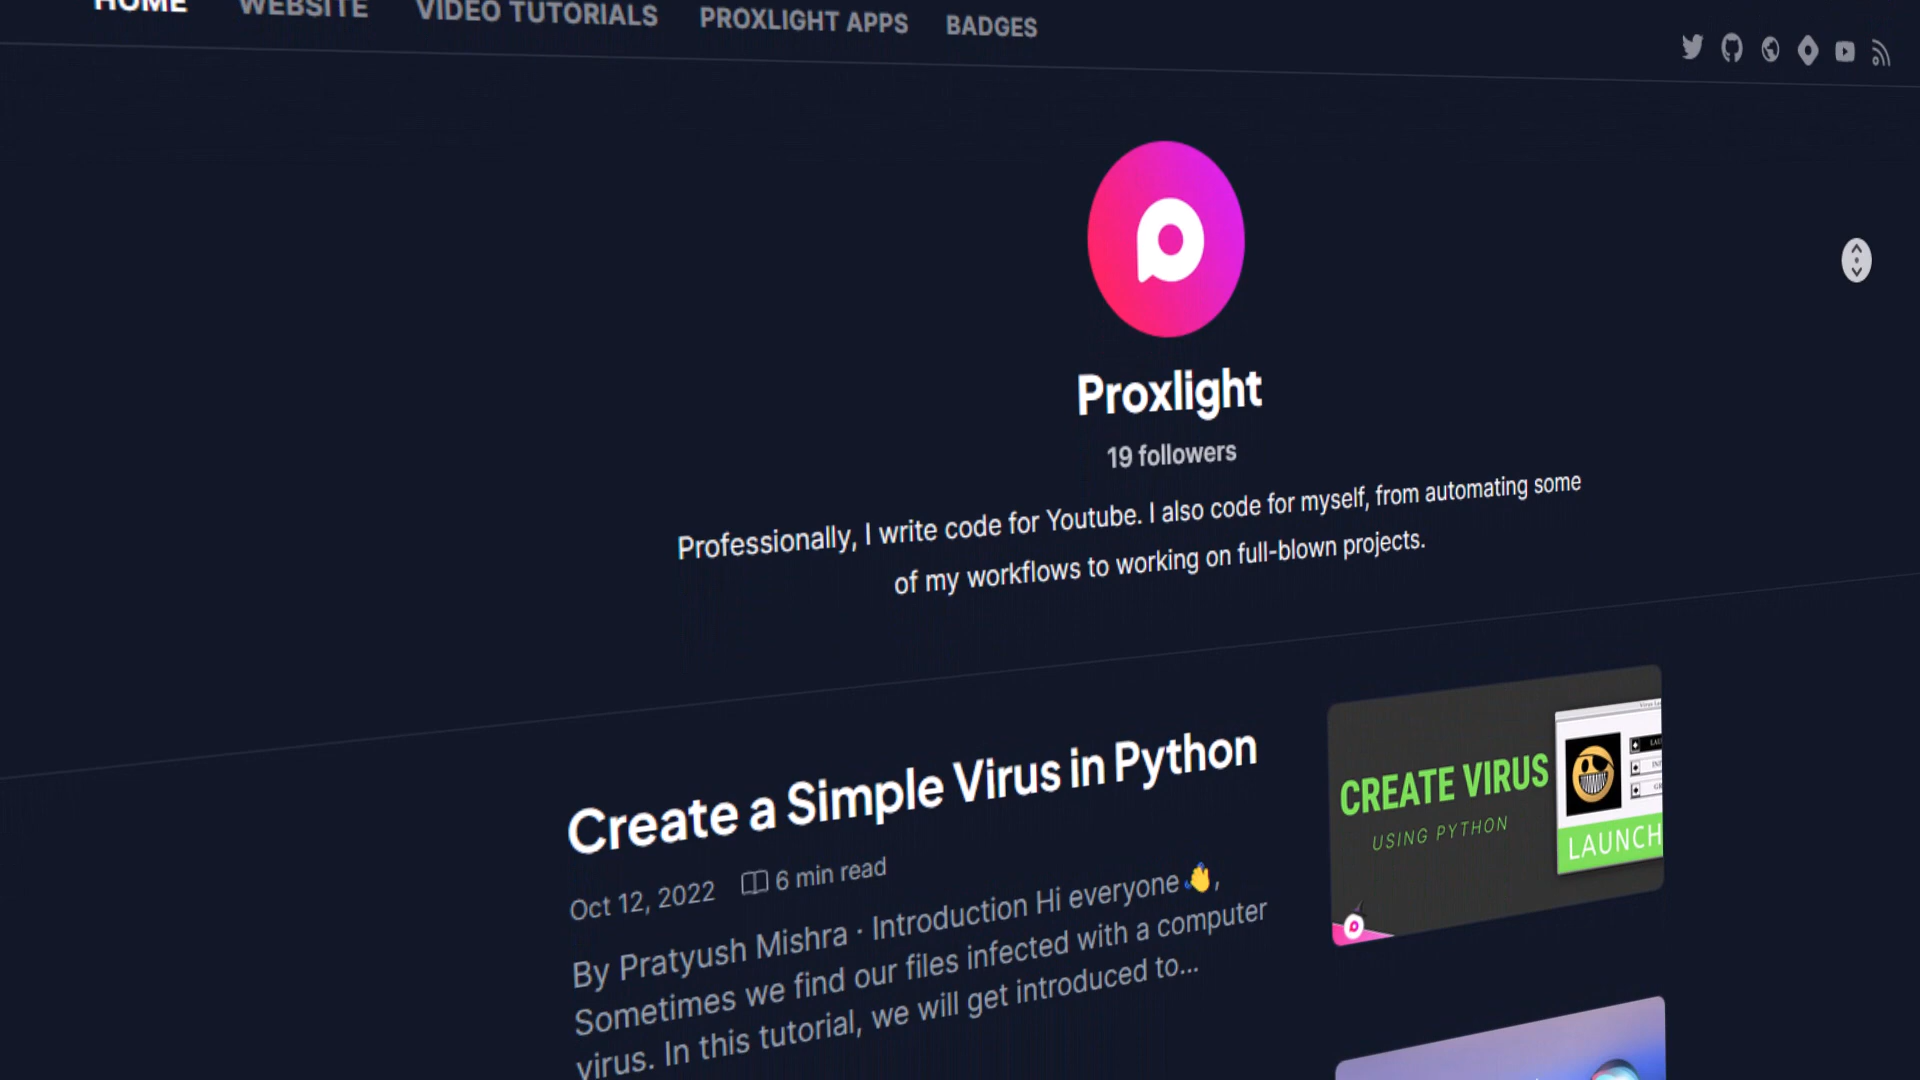 HOME WEBSITE VIDEO TUTORIALS PROXLIGHT APPS BADGES
Proxlight
19 followers
Professionally, I write code for Youtube. I also code for myself, from automating some
of my workflows to working on full-blown projects.
Create a Simple Virus in Python
Oct 12, 2022 6 min read
By Pratyush Mishra · Introduction Hi everyone 👋,
Sometimes we find our files infected with a computer
virus. In this tutorial, we will get introduced to...
CREATE VIRUS
USING PYTHON
LAUNCH